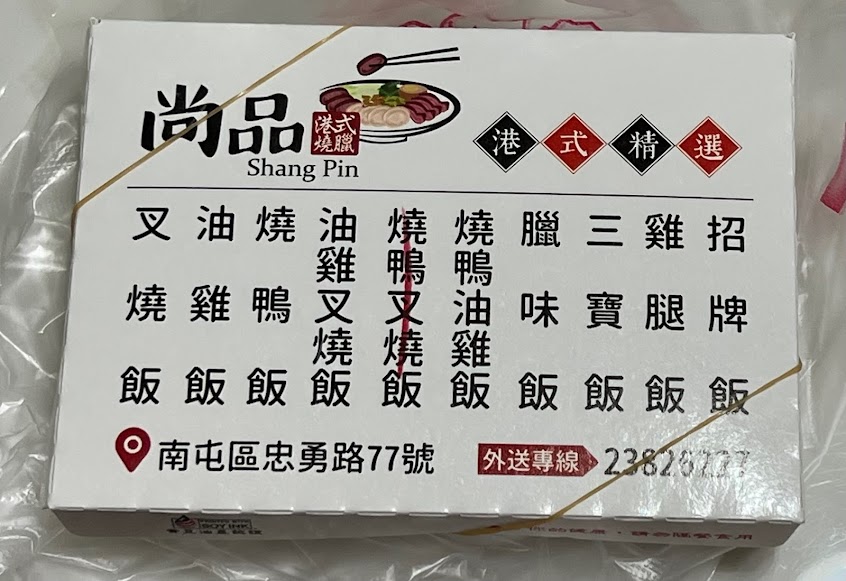 尚品
港式
燒臘
Shang Pin
港式精選
招牌飯
雞腿飯
三寶飯
臘味飯
燒鴨油雞飯
燒鴨叉燒飯
油雞叉燒飯
燒鴨飯
油雞飯
叉燒飯
南屯區忠勇路77號
外送專線
SOY INK